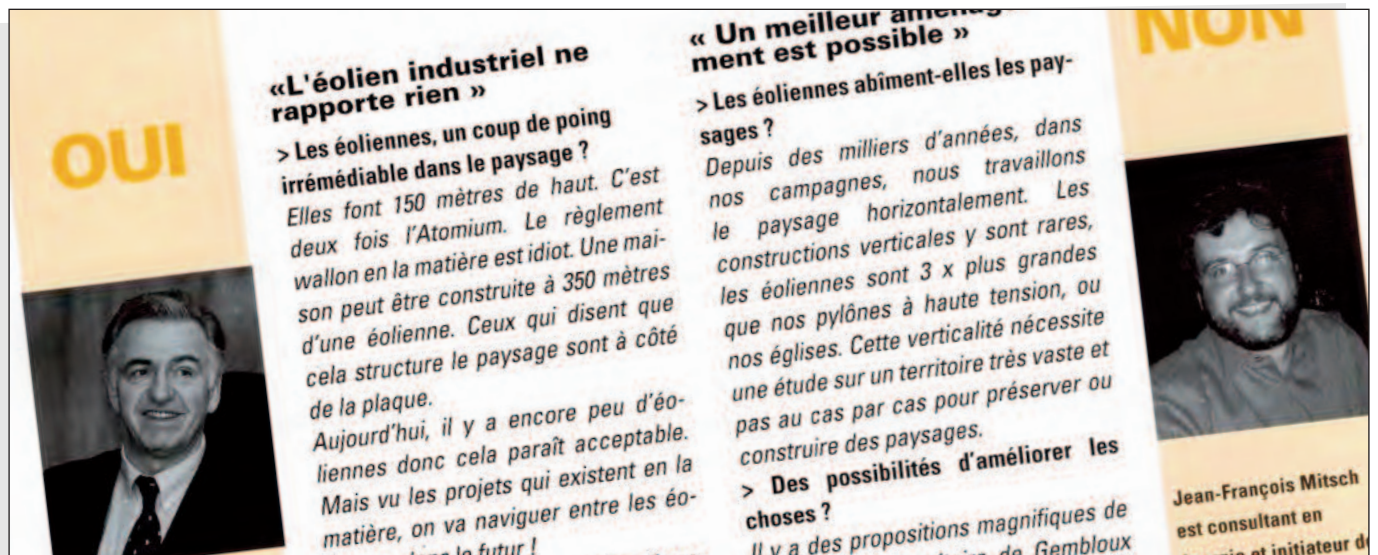 OUI
«L'éolien industriel ne
rapporte rien »
> Les éoliennes, un coup de poing
irrémédiable dans le paysage ?
Elles font 150 mètres de haut. C'est
deux fois l'Atomium. Le règlement
wallon en la matière est idiot. Une mai-
son peut être construite à 350 mètres
d'une éolienne. Ceux qui disent que
cela structure le paysage sont à côté
de la plaque.
Aujourd'hui, il y a encore peu d'éo-
liennes donc cela paraît acceptable.
Mais vu les projets qui existent en la
matière, on va naviguer entre les éo-
le futur !
« Un meilleur aménage-
ment est possible »
> Les éoliennes abîment-elles les pay-
sages ?
Depuis des milliers d'années, dans
nos campagnes, nous travaillons
le paysage horizontalement. Les
constructions verticales y sont rares,
les éoliennes sont 3 x plus grandes
que nos pylônes à haute tension, ou
nos églises. Cette verticalité nécessite
une étude sur un territoire très vaste et
pas au cas par cas pour préserver ou
construire des paysages.
> Des possibilités d'améliorer les
choses ?
Il y a des propositions magnifiques de
de Gembloux
NON
Jean-François Mitsch
est consultant en
et initiateur de